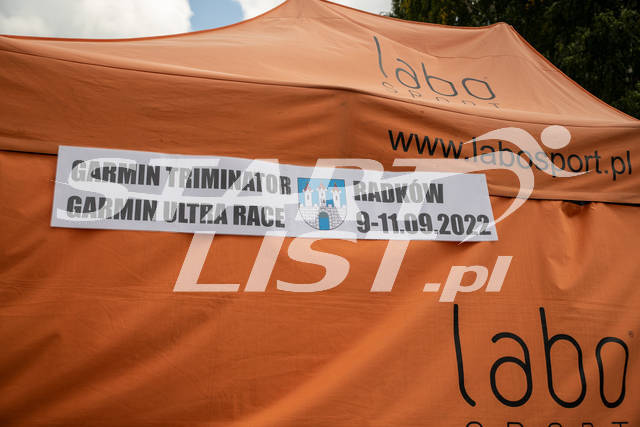 labo
SPORT
www.labosport.pl
GARMIN TRIMINATOR RADKÓW
GARMIN ULTRA RACE 9-11.09.2022
START
LIST.pl
labo
SPORT